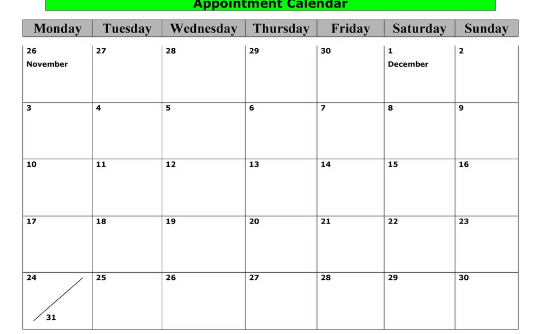 Appointment Calendar
Monday Tuesday Wednesday Thursday Friday Saturday Sunday
26 27 28 29 30 1 2
November December
3 4 5 6 7 8 9
10 11 12 13 14 15 16
17 18 19 20 21 22 23
24 25 26 27 28 29 30
31